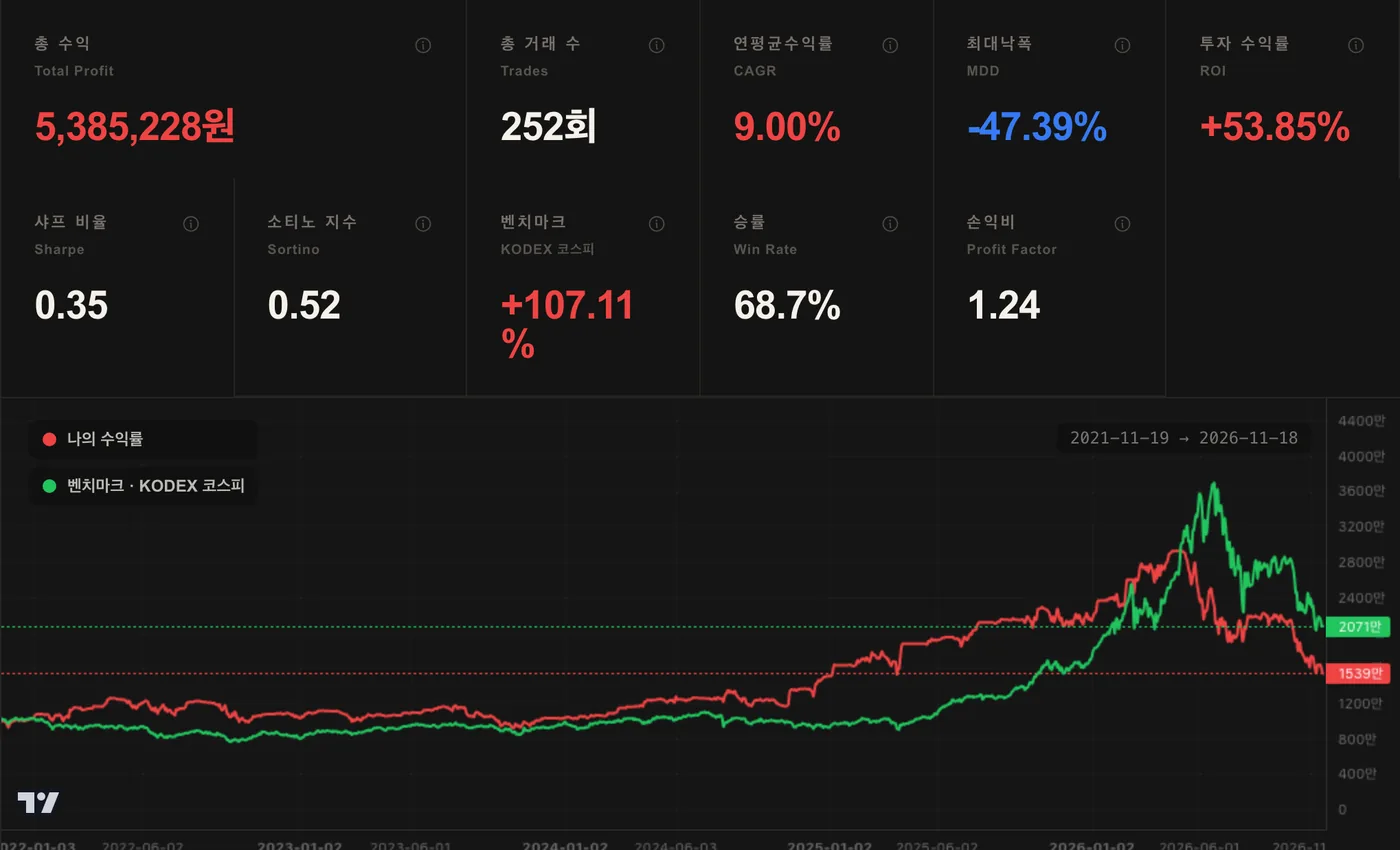 총 수익
Total Profit
5,385,228원
총 거래 수
Trades
252회
연평균수익률
CAGR
9.00%
최대낙폭
MDD
-47.39%
투자 수익률
ROI
+53.85%
샤프 비율
Sharpe
0.35
소티노 지수
Sortino
0.52
벤치마크
KODEX 코스피
+107.11
%
승률
Win Rate
68.7%
손익비
Profit Factor
1.24
나의 수익률
벤치마크 · KODEX 코스피
2021-11-19 → 2026-11-18
4400만
4000만
3600만
3200만
2800만
2400만
2071만
1539만
1200만
800만
400만
0
022-01-03
2022-06-02
2023-01-02
2023-06-01
2024-01-02
2024-06-03
2025-01-02
2025-06-02
2026-01-02
2026-06-01
2026-11